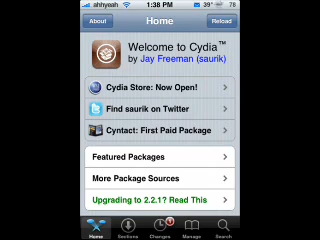 ahhyeah 1:38 PM 39° 78
About Home Reload
Welcome to Cydia™
by Jay Freeman (saurik)
Cydia Store: Now Open!
Find saurik on Twitter
Cyntact: First Paid Package
Featured Packages
More Package Sources
Upgrading to 2.2.1? Read This
Home Sections Changes Manage Search